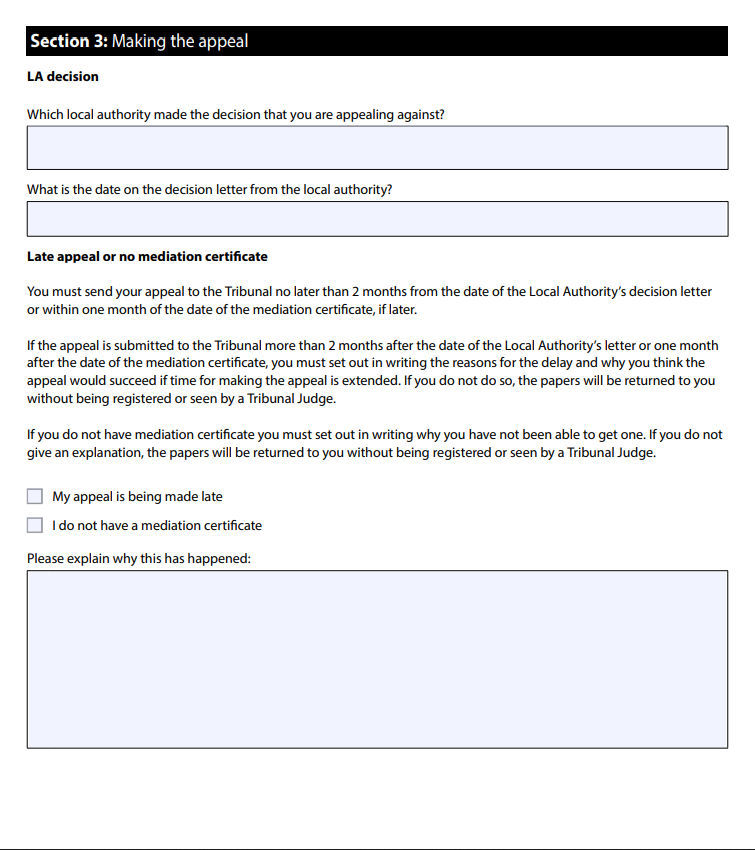 Section 3: Making the appeal
LA decision
Which local authority made the decision that you are appealing against?
What is the date on the decision letter from the local authority?
Late appeal or no mediation certificate
You must send your appeal to the Tribunal no later than 2 months from the date of the Local Authority's decision letter
or within one month of the date of the mediation certificate, if later.
If the appeal is submitted to the Tribunal more than 2 months after the date of the Local Authority's letter or one month
after the date of the mediation certificate, you must set out in writing the reasons for the delay and why you think the
appeal would succeed if time for making the appeal is extended. If you do not do so, the papers will be returned to you
without being registered or seen by a Tribunal Judge.
If you do not have mediation certificate you must set out in writing why you have not been able to get one. If you do not
give an explanation, the papers will be returned to you without being registered or seen by a Tribunal Judge.
My appeal is being made late
I do not have a mediation certificate
Please explain why this has happened: